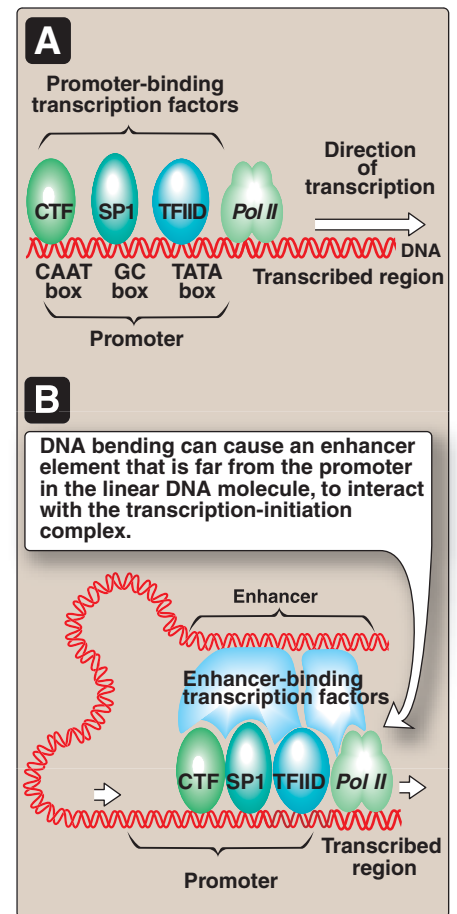 A
Promoter-binding
transcription factors
Direction
of
transcription
CTF
SP1
TFIID
Pol II
DNA
CAAT
box
GC
box
TATA
box
Transcribed region
Promoter
B
DNA bending can cause an enhancer
element that is far from the promoter
in the linear DNA molecule, to interact
with the transcription-initiation
complex.
Enhancer
Enhancer-binding
transcription factors
CTF
SP1
TFIID
Pol II
Transcribed
region
Promoter